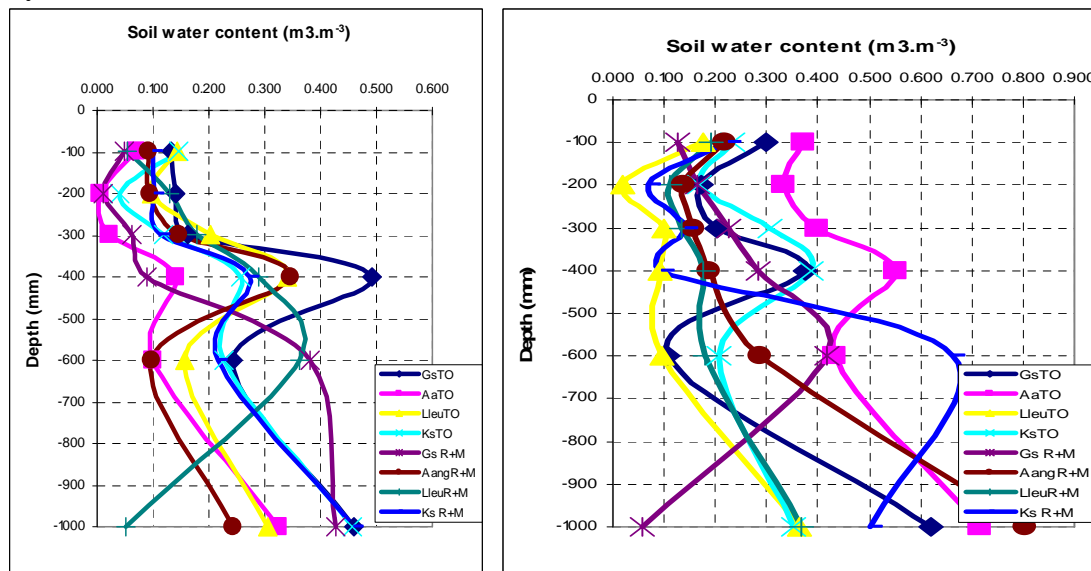 Soil water content (m3.m-³)
0.000 0.100 0.200 0.300 0.400 0.500 0.600
0
-100
-200
-300
-400
-500
-600
-700
-800
-900
-1000
Depth (mm)
GsTO
AaTO
LleuTO
KsTO
Gs R+M
AangR+M
LleuR+M
Ks R+M
Soil water content (m3.m-³)
0.000 0.100 0.200 0.300 0.400 0.500 0.600 0.700 0.800 0.900
0
-100
-200
-300
-400
-500
-600
-700
-800
-900
-1000
Depth (mm)
GsTO
AaTO
LleuTO
KsTO
Gs R+M
AangR+M
LleuR+M
Ks R+M